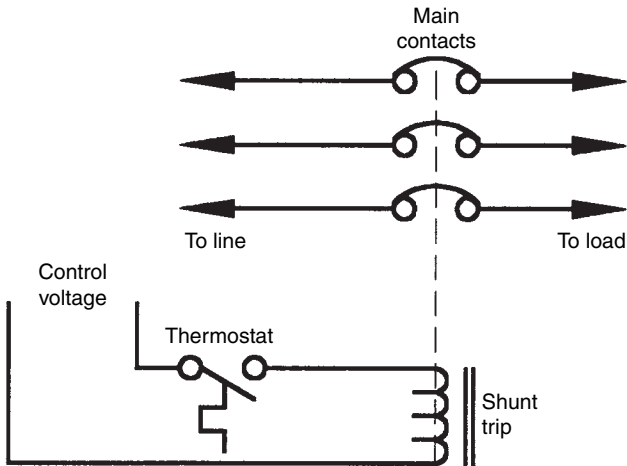 Main
contacts
To line
To load
Control
voltage
Thermostat
Shunt
trip